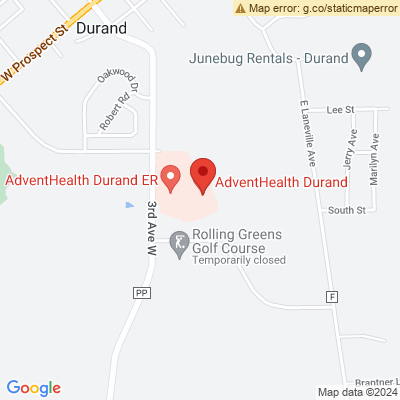 Map error: g.co/staticmaperror
Durand
W Prospect St
Junebug Rentals - Durand
Oakwood Dr
Robert Rd
E Laneville Ave
Lee St
Jerry Ave
Marilyn Ave
AdventHealth Durand ER
AdventHealth Durand
3rd Ave W
South St
Rolling Greens
Golf Course
Temporarily closed
PP
F
Brantner L
Google
Map data ©2024